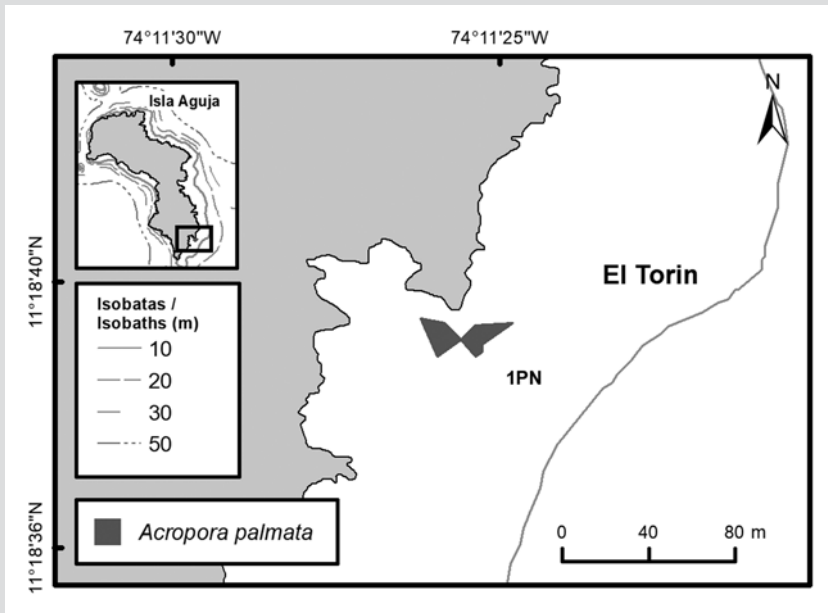 74°11'30"W
74°11'25"W
N
Isla Aguja
11°18'40"N
El Torin
Isobatas /
Isobaths (m)
10
20
30
50
1PN
11°18'36"N
Acropora palmata
0 40 80 m